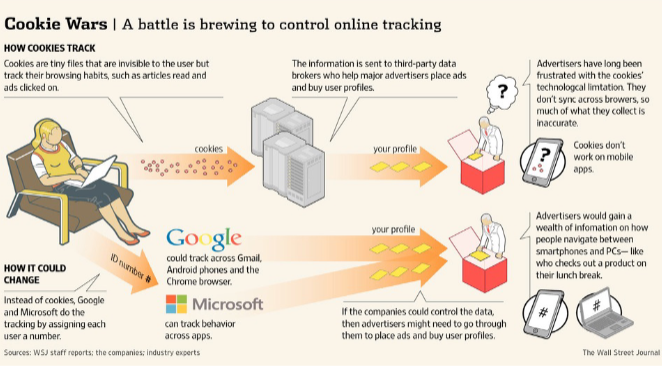 Cookie Wars | A battle is brewing to control online tracking
HOW COOKIES TRACK
Cookies are tiny files that are invisible to the user but
track their browsing habits, such as articles read and
ads clicked on.
The information is sent to third-party data
brokers who help major advertisers place ads
and buy user profiles.
Advertisers have long been
frustrated with the cookies'
technologcal limtation. They
don't sync across browers, so
much of what they collect is
inaccurate.
?
cookies
your profile
?
Cookies don't
work on mobile
apps.
HOW IT COULD
CHANGE
Instead of cookies, Google
and Microsoft do the
tracking by assigning each
user a number.
ID number #
Google
could track across Gmail,
Android phones and the
Chrome browser.
Microsoft
can track behavior
across apps.
your profile
If the companies could control the data,
then advertisers might need to go through
them to place ads and buy user profiles.
Advertisers would gain a
wealth of infomation on how
people navigate between
smartphones and PCs— like
who checks out a product on
their lunch break.
#
#
Sources: WSJ staff reports; the companies; industry experts
The Wall Street Journal